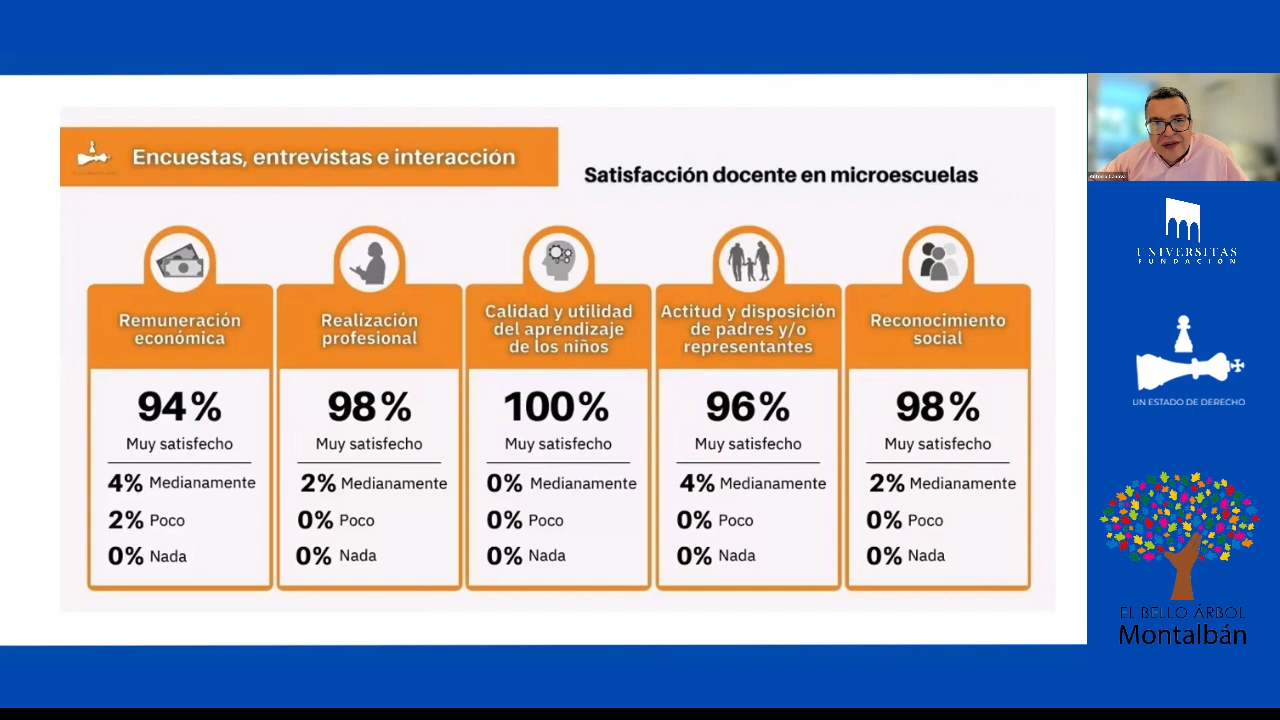 Encuestas, entrevistas e interacción
Satisfacción docente en microescuelas
Remuneración
económica
94%
Muy satisfecho
4% Medianamente
2% Poco
0% Nada
Realización
profesional
98%
Muy satisfecho
2% Medianamente
0% Poco
0% Nada
Calidad y utilidad
del aprendizaje
de los niños
100%
Muy satisfecho
0% Medianamente
0% Poco
0% Nada
Actitud y disposición
de padres y/o
representantes
96%
Muy satisfecho
4% Medianamente
0% Poco
0% Nada
Reconocimiento
social
98%
Muy satisfecho
2% Medianamente
0% Poco
0% Nada
Antonio Canova
UNIVERSITAS
FUNDACIÓN
UN ESTADO DE DERECHO
EL BELLO ÁRBOL
Montalbán